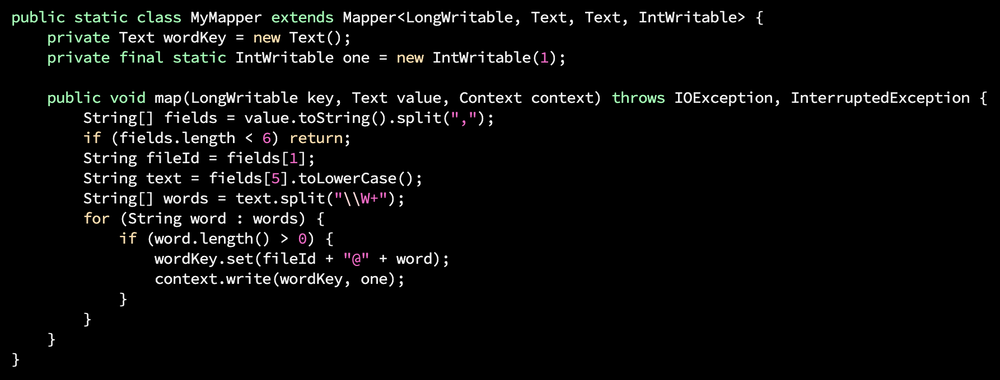 public static class MyMapper extends Mapper<LongWritable, Text, Text, IntWritable> {
    private Text wordKey = new Text();
    private final static IntWritable one = new IntWritable(1);

    public void map(LongWritable key, Text value, Context context) throws IOException, InterruptedException {
        String[] fields = value.toString().split(",");
        if (fields.length < 6) return;
        String fileId = fields[1];
        String text = fields[5].toLowerCase();
        String[] words = text.split("\\W+");
        for (String word : words) {
            if (word.length() > 0) {
                wordKey.set(fileId + "@" + word);
                context.write(wordKey, one);
            }
        }
    }
}